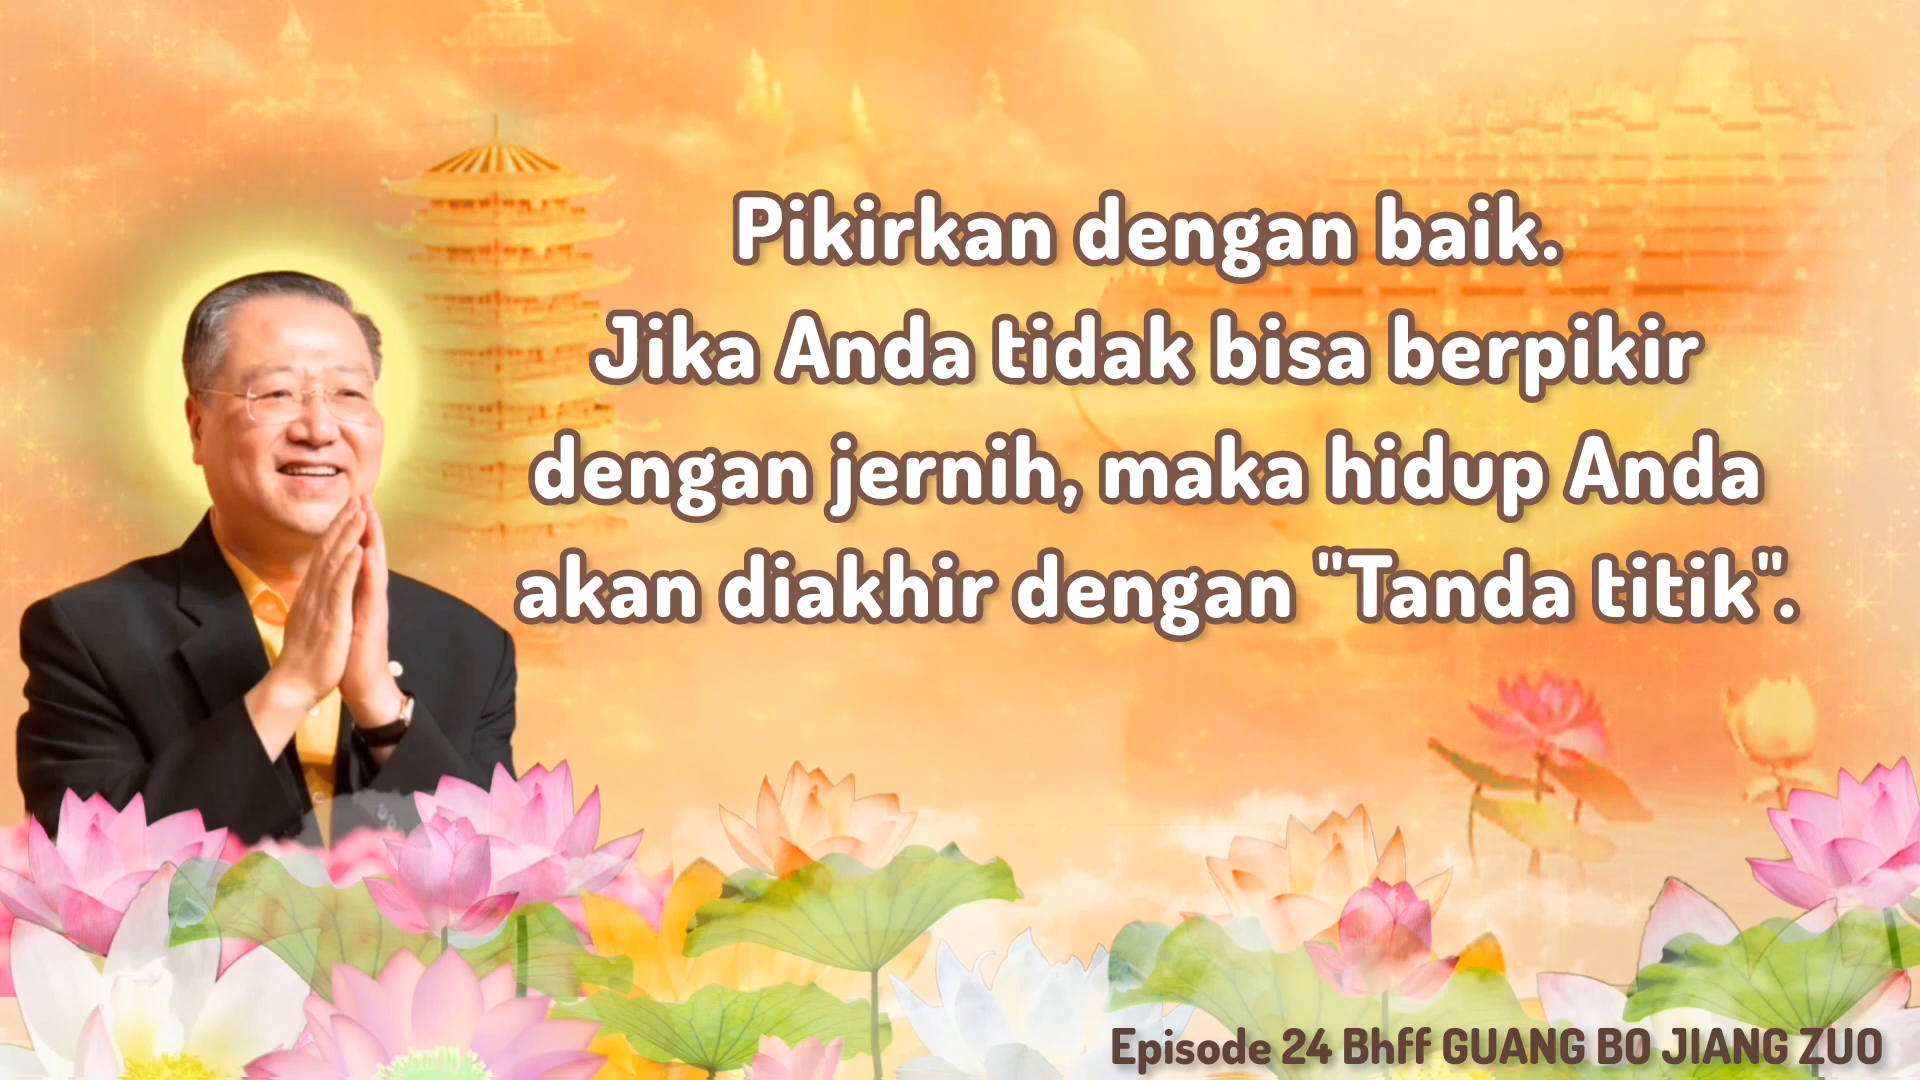 Pikirkan dengan baik.
Jika Anda tidak bisa berpikir
dengan jernih, maka hidup Anda
akan diakhir dengan "Tanda titik".
Episode 24 Bhff GUANG BO JIANG ZUO